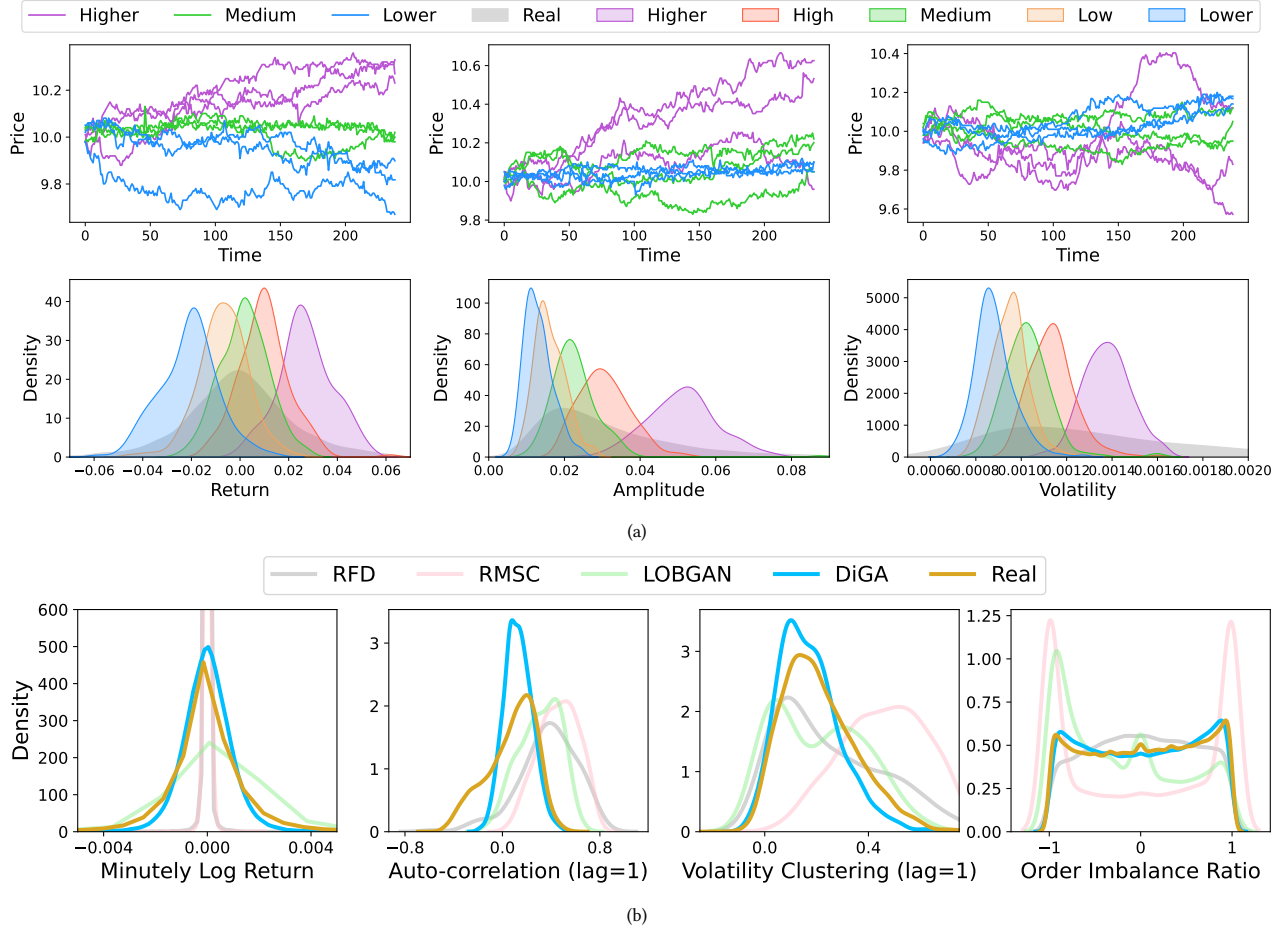 Higher Medium Lower Real Higher High Medium Low Lower
Price
10.2
10.0
9.8
0 50 100 150 200
Time
Price
10.6
10.4
10.2
10.0
9.8
0 50 100 150 200
Time
Price
10.4
10.2
10.0
9.8
9.6
0 50 100 150 200
Time
Density
40
30
20
10
0
−0.06 −0.04 −0.02 0.00 0.02 0.04 0.06
Return
Density
100
80
60
40
20
0
0.00 0.02 0.04 0.06 0.08
Amplitude
Density
5000
4000
3000
2000
1000
0
0.0006 0.0008 0.0010 0.0012 0.0014 0.0016 0.0018 0.0020
Volatility
(a)
RFD RMSC LOBGAN DiGA Real
Density
600
500
400
300
200
100
0
−0.004 0.000 0.004
Minutely Log Return
3
2
1
0
−0.8 0.0 0.8
Auto-correlation (lag=1)
3
2
1
0
0.0 0.4
Volatility Clustering (lag=1)
1.25
1.00
0.75
0.50
0.25
0.00
−1 0 1
Order Imbalance Ratio
(b)